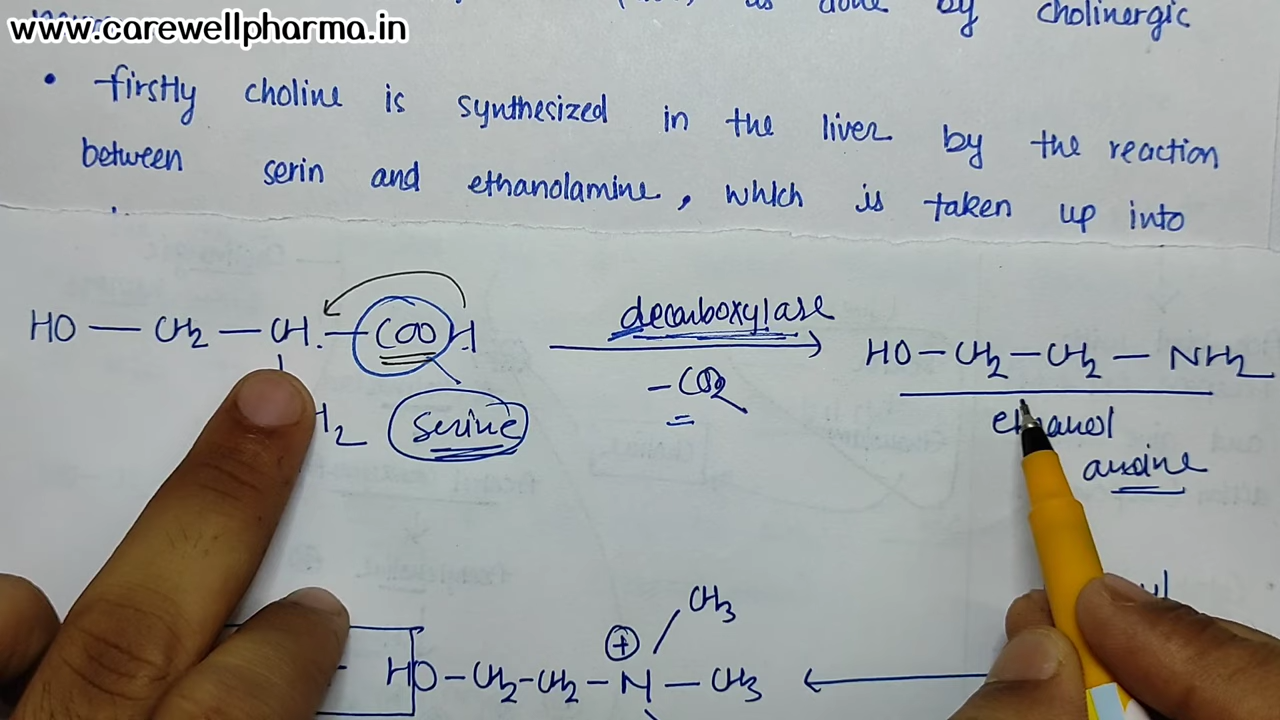 www.carewellpharma.in
is done by cholinergic
• firstly choline is synthesized in the liver by the reaction
between serin and ethanolamine, which is taken up into
HO — CH2 — CH. — COOH
H2
serine
decarboxylase
-CO2
HO — CH2 — CH2 — NH2
ethanol
amine
CH3
+
HO — CH2 - CH2 — N — CH3